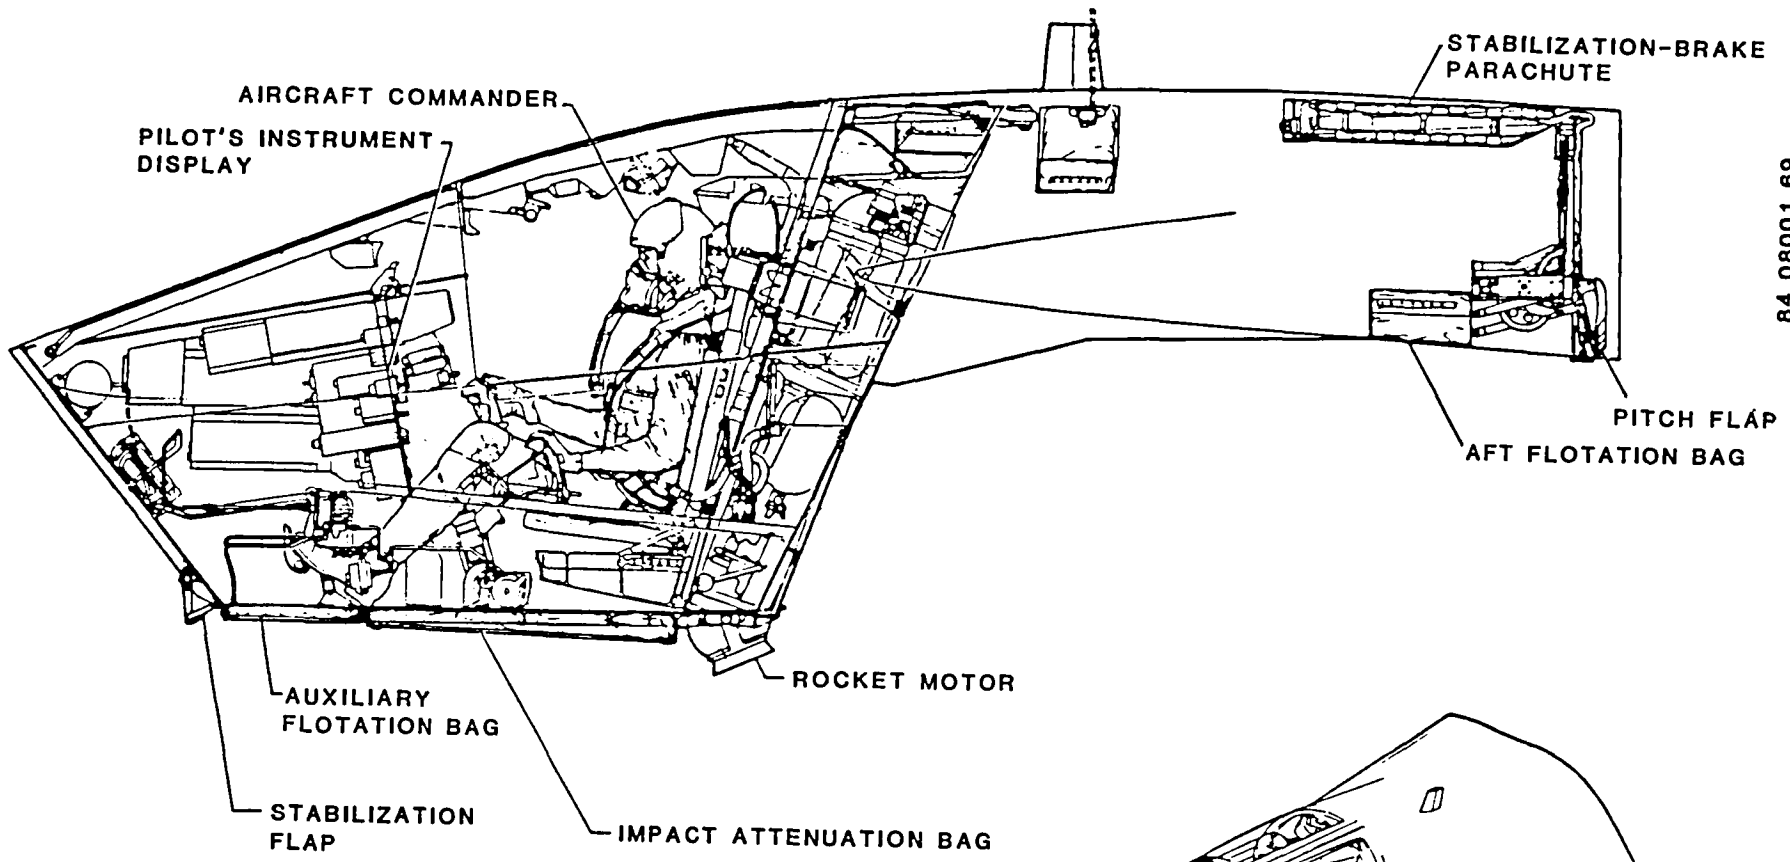 STABILIZATION-BRAKE
PARACHUTE
AIRCRAFT COMMANDER
PILOT'S INSTRUMENT
DISPLAY
PITCH FLAP
AFT FLOTATION BAG
ROCKET MOTOR
AUXILIARY
FLOTATION BAG
STABILIZATION
FLAP
IMPACT ATTENUATION BAG